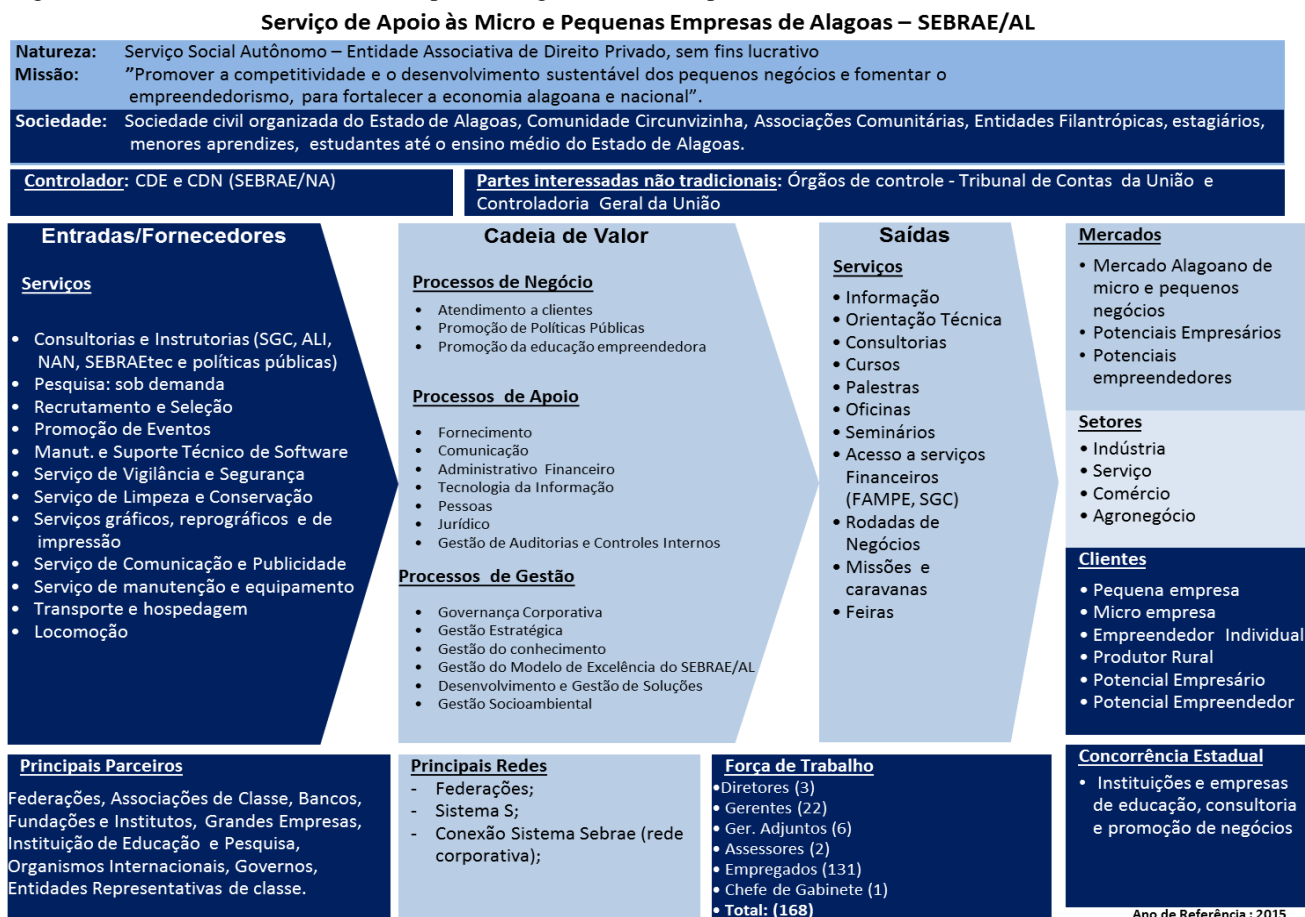 Serviço de Apoio às Micro e Pequenas Empresas de Alagoas – SEBRAE/AL
Natureza: Serviço Social Autônomo – Entidade Associativa de Direito Privado, sem fins lucrativo
Missão: ”Promover a competitividade e o desenvolvimento sustentável dos pequenos negócios e fomentar o
empreendedorismo, para fortalecer a economia alagoana e nacional”.
Sociedade: Sociedade civil organizada do Estado de Alagoas, Comunidade Circunvizinha, Associações Comunitárias, Entidades Filantrópicas, estagiários,
menores aprendizes, estudantes até o ensino médio do Estado de Alagoas.
Controlador: CDE e CDN (SEBRAE/NA)
Partes interessadas não tradicionais: Órgãos de controle - Tribunal de Contas da União e
Controladoria Geral da União
Entradas/Fornecedores
Serviços
• Consultorias e Instrutorias (SGC, ALI,
NAN, SEBRAEtec e políticas públicas)
• Pesquisa: sob demanda
• Recrutamento e Seleção
• Promoção de Eventos
• Manut. e Suporte Técnico de Software
• Serviço de Vigilância e Segurança
• Serviço de Limpeza e Conservação
• Serviços gráficos, reprográficos e de
impressão
• Serviço de Comunicação e Publicidade
• Serviço de manutenção e equipamento
• Transporte e hospedagem
• Locomoção
Cadeia de Valor
Processos de Negócio
• Atendimento a clientes
• Promoção de Políticas Públicas
• Promoção da educação empreendedora
Processos de Apoio
• Fornecimento
• Comunicação
• Administrativo Financeiro
• Tecnologia da Informação
• Pessoas
• Jurídico
• Gestão de Auditorias e Controles Internos
Processos de Gestão
• Governança Corporativa
• Gestão Estratégica
• Gestão do conhecimento
• Gestão do Modelo de Excelência do SEBRAE/AL
• Desenvolvimento e Gestão de Soluções
• Gestão Socioambiental
Saídas
Serviços
• Informação
• Orientação Técnica
• Consultorias
• Cursos
• Palestras
• Oficinas
• Seminários
• Acesso a serviços
Financeiros
(FAMPE, SGC)
• Rodadas de
Negócios
• Missões e
caravanas
• Feiras
Mercados
• Mercado Alagoano de
micro e pequenos
negócios
• Potenciais Empresários
• Potenciais
empreendedores
Setores
• Indústria
• Serviço
• Comércio
• Agronegócio
Clientes
• Pequena empresa
• Micro empresa
• Empreendedor Individual
• Produtor Rural
• Potencial Empresário
• Potencial Empreendedor
Principais Parceiros
Federações, Associações de Classe, Bancos,
Fundações e Institutos, Grandes Empresas,
Instituição de Educação e Pesquisa,
Organismos Internacionais, Governos,
Entidades Representativas de classe.
Principais Redes
- Federações;
- Sistema S;
- Conexão Sistema Sebrae (rede
corporativa);
Força de Trabalho
•Diretores (3)
• Gerentes (22)
• Ger. Adjuntos (6)
• Assessores (2)
• Empregados (131)
• Chefe de Gabinete (1)
• Total: (168)
Concorrência Estadual
• Instituições e empresas
de educação, consultoria
e promoção de negócios
Ano de Referência : 2015